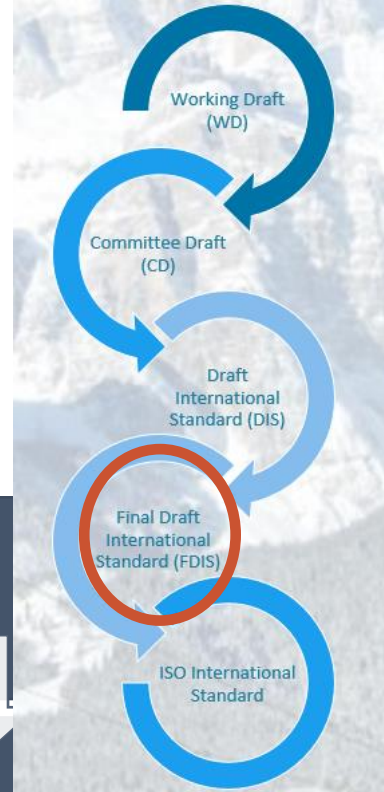 Working Draft
(WD)
Committee Draft
(CD)
Draft
International
Standard (DIS)
Final Draft
International
Standard (FDIS)
ISO International
Standard